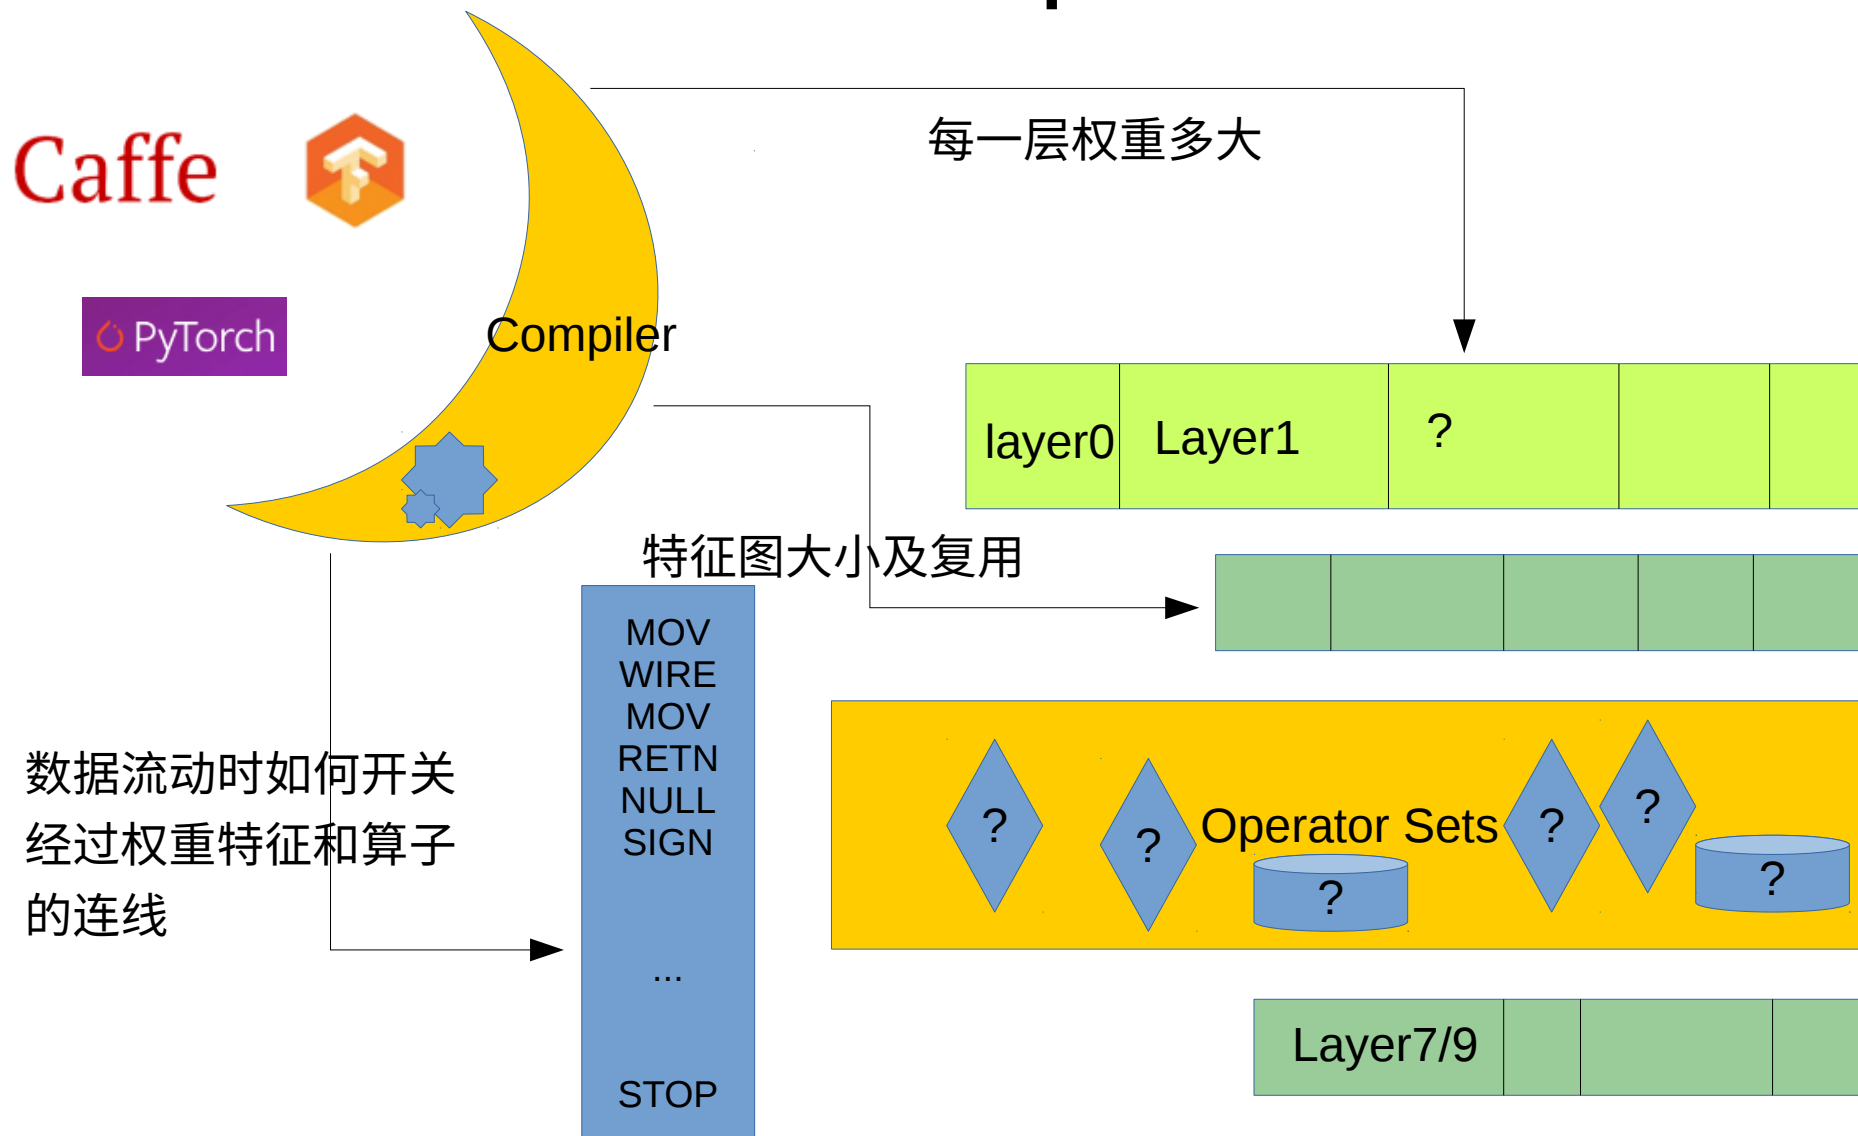 每一层权重多大
Caffe
PyTorch
Compiler
layer0
Layer1
?
特征图大小及复用
MOV
WIRE
MOV
RETN
NULL
SIGN
...
STOP
数据流动时如何开关
经过权重特征和算子
的连线
?
?
Operator Sets
?
?
?
?
Layer7/9